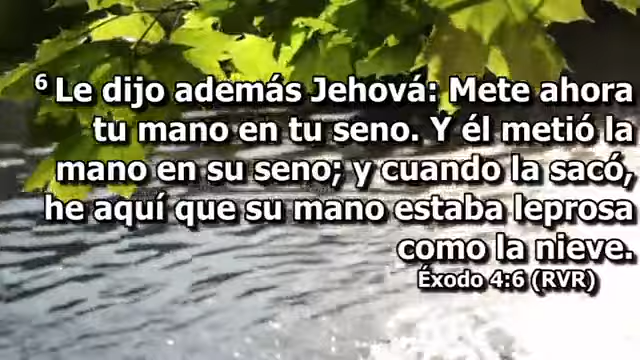 6 Le dijo además Jehová: Mete ahora
tu mano en tu seno. Y él metió la
mano en su seno; y cuando la sacó,
he aquí que su mano estaba leprosa
como la nieve.
Éxodo 4:6 (RVR)